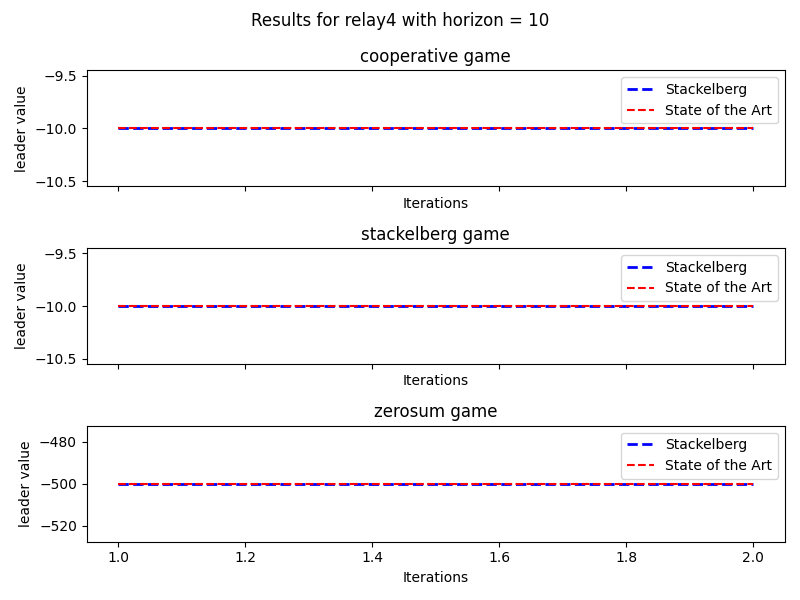 Results for relay4 with horizon = 10
cooperative game
−9.5
−10.0
−10.5
leader value
Stackelberg
State of the Art
Iterations
stackelberg game
−9.5
−10.0
−10.5
leader value
Stackelberg
State of the Art
Iterations
zerosum game
−480
−500
−520
leader value
Stackelberg
State of the Art
1.0 1.2 1.4 1.6 1.8 2.0
Iterations